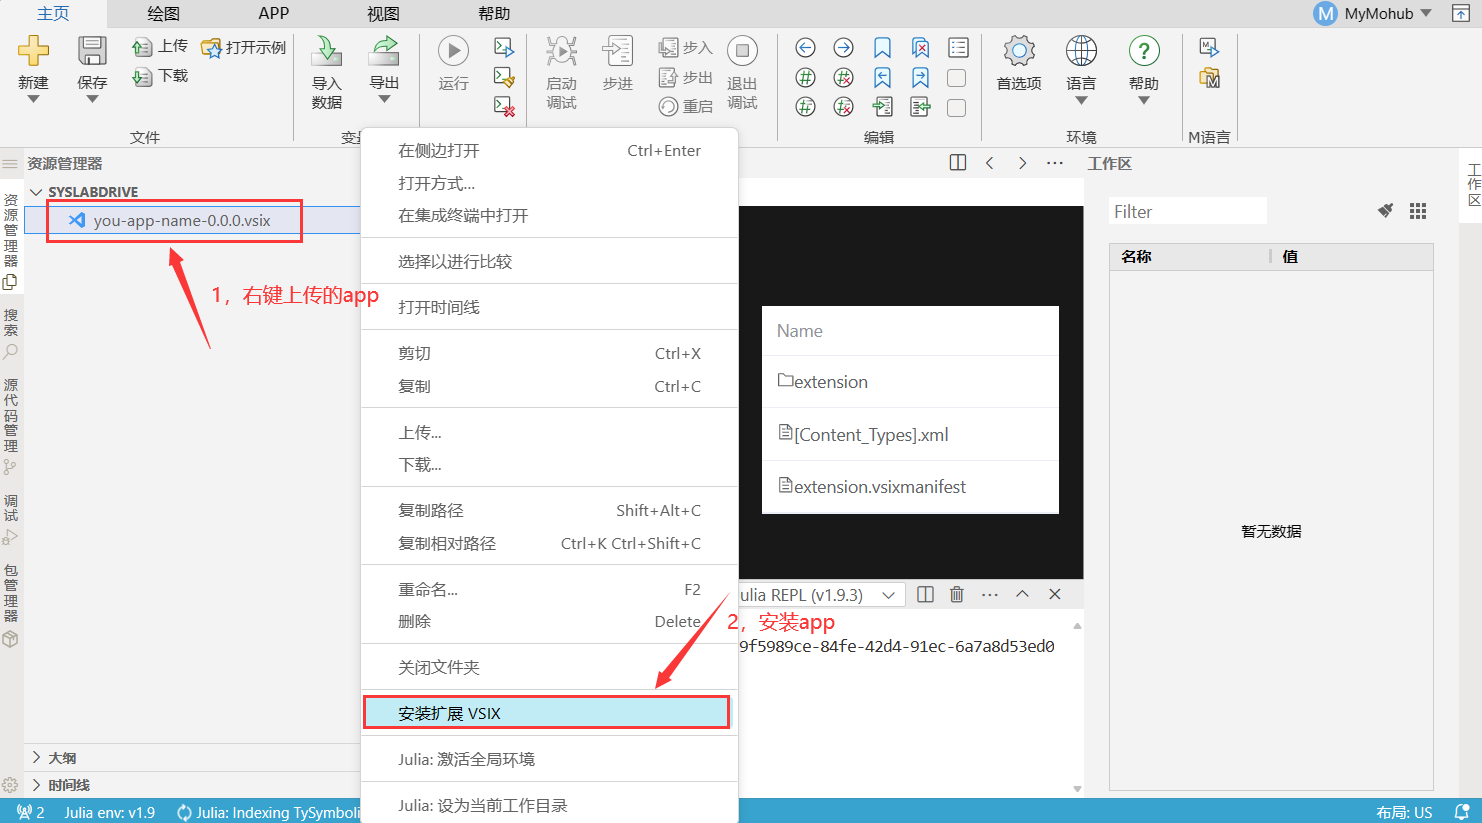 主页 绘图 APP 视图 帮助 M MyMohub
新建 保存 上传 下载 打开示例 导入数据 导出 运行 启动调试 步进 步入 步出 重启 退出调试 首选项 语言 帮助
文件 变 编辑 环境 M语言
资源管理器
SYSLABDRIVE
you-app-name-0.0.0.vsix
1，右键上传的app
资源管理器
搜索
源代码管理
调试
包管理器
大纲
时间线
在侧边打开 Ctrl+Enter
打开方式...
在集成终端中打开
选择以进行比较
打开时间线
剪切 Ctrl+X
复制 Ctrl+C
上传...
下载...
复制路径 Shift+Alt+C
复制相对路径 Ctrl+K Ctrl+Shift+C
重命名... F2
删除 Delete
关闭文件夹
安装扩展 VSIX
Julia: 激活全局环境
Julia: 设为当前工作目录
Name
extension
[Content_Types].xml
extension.vsixmanifest
ulia REPL (v1.9.3)
2，安装app
9f5989ce-84fe-42d4-91ec-6a7a8d53ed0
工作区
Filter
名称 值
暂无数据
工作区
2 Julia env: v1.9 Julia: Indexing TySymboli 布局: US